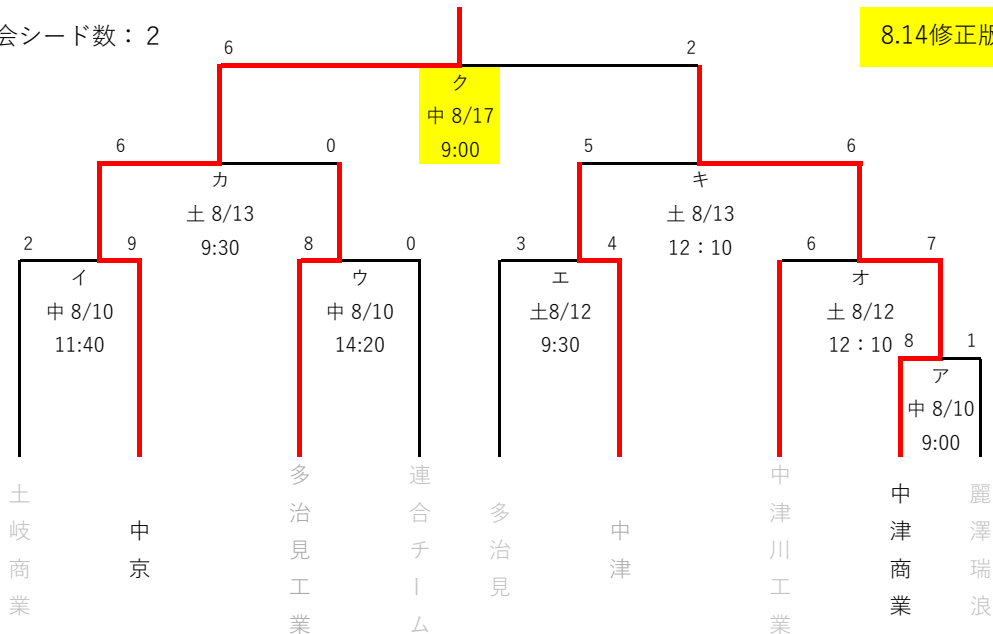 会シード数：2
8.14修正版
6
2
ク
中 8/17
9:00
6
0
5
6
カ
土 8/13
9:30
キ
土 8/13
12：10
2
9
8
0
3
4
6
7
イ
中 8/10
11:40
ウ
中 8/10
14:20
エ
土8/12
9:30
オ
土 8/12
12：10
8
1
ア
中 8/10
9:00
土岐商業
中京
多治見工業
連合チーム
多治見
中津
中津川工業
中津商業
麗澤瑞浪